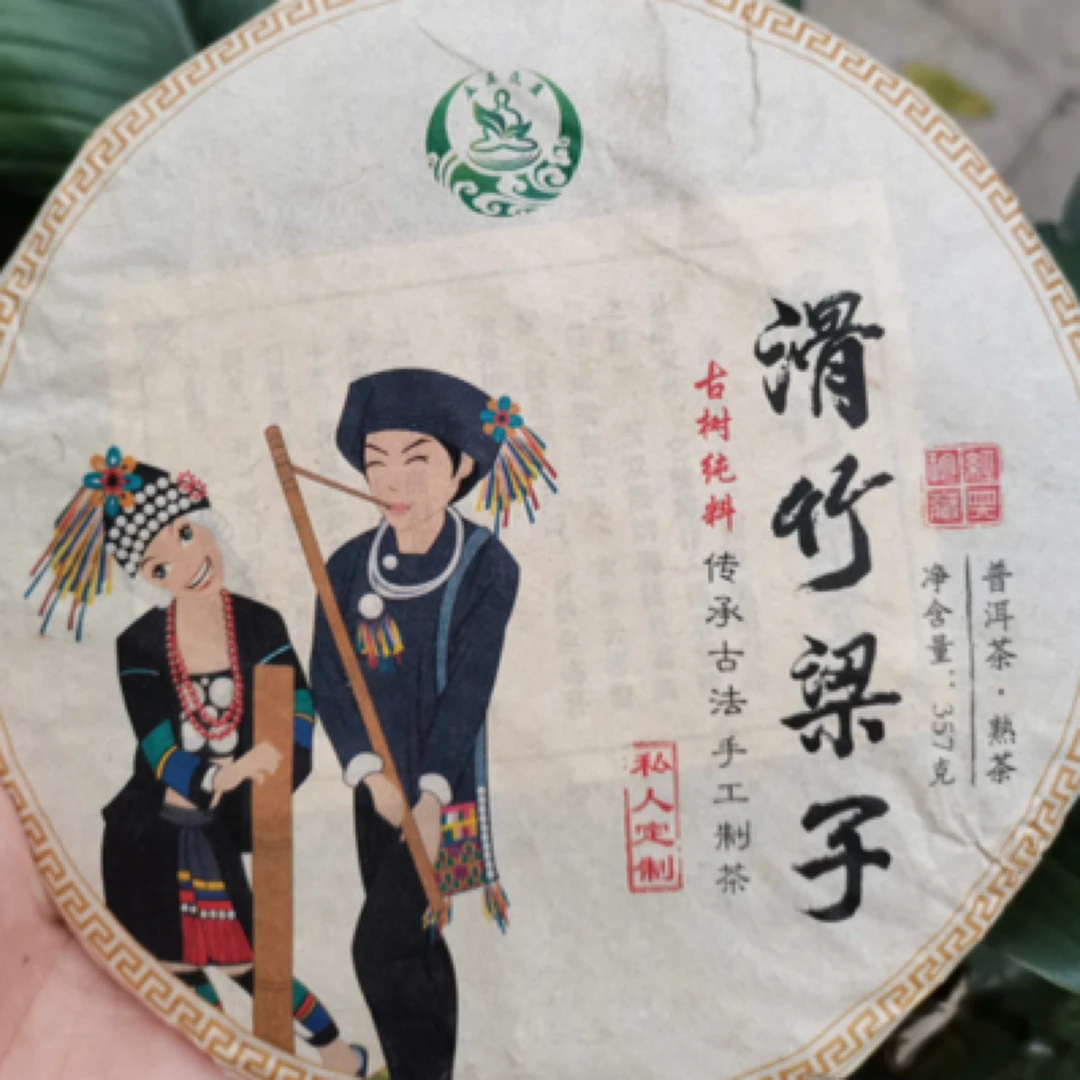 滑竹梁子
古树纯料
传承古法手工制茶
私人定制
普洱茶·熟茶
净含量:357克